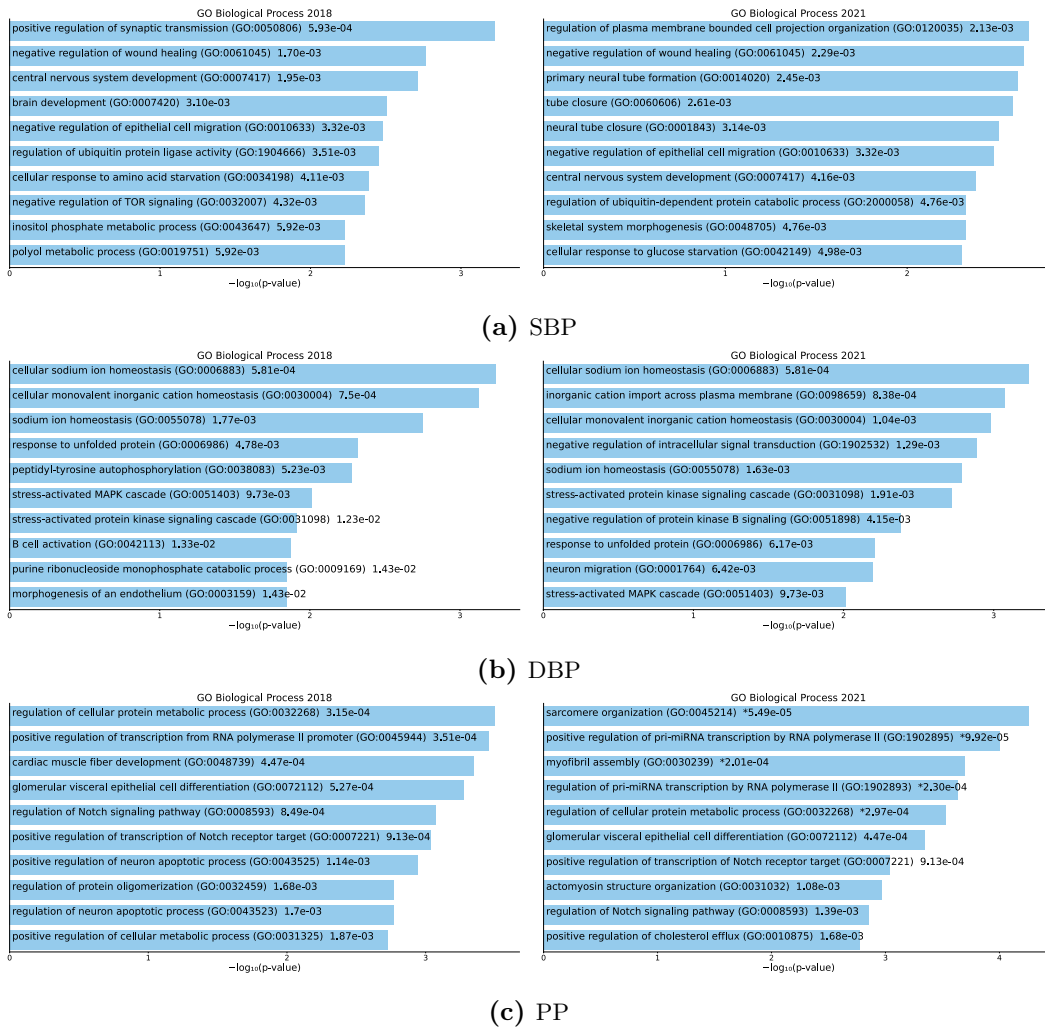 GO Biological Process 2018
positive regulation of synaptic transmission (GO:0050806) 5.93e-04
negative regulation of wound healing (GO:0061045) 1.70e-03
central nervous system development (GO:0007417) 1.95e-03
brain development (GO:0007420) 3.10e-03
negative regulation of epithelial cell migration (GO:0010633) 3.32e-03
regulation of ubiquitin protein ligase activity (GO:1904666) 3.51e-03
cellular response to amino acid starvation (GO:0034198) 4.11e-03
negative regulation of TOR signaling (GO:0032007) 4.32e-03
inositol phosphate metabolic process (GO:0043647) 5.92e-03
polyol metabolic process (GO:0019751) 5.92e-03
0 1 2 3
−log₁₀(p-value)
GO Biological Process 2021
regulation of plasma membrane bounded cell projection organization (GO:0120035) 2.13e-03
negative regulation of wound healing (GO:0061045) 2.29e-03
primary neural tube formation (GO:0014020) 2.45e-03
tube closure (GO:0060606) 2.61e-03
neural tube closure (GO:0001843) 3.14e-03
negative regulation of epithelial cell migration (GO:0010633) 3.32e-03
central nervous system development (GO:0007417) 4.16e-03
regulation of ubiquitin-dependent protein catabolic process (GO:2000058) 4.76e-03
skeletal system morphogenesis (GO:0048705) 4.76e-03
cellular response to glucose starvation (GO:0042149) 4.98e-03
0 1 2
−log₁₀(p-value)
(a) SBP
GO Biological Process 2018
cellular sodium ion homeostasis (GO:0006883) 5.81e-04
cellular monovalent inorganic cation homeostasis (GO:0030004) 7.5e-04
sodium ion homeostasis (GO:0055078) 1.77e-03
response to unfolded protein (GO:0006986) 4.78e-03
peptidyl-tyrosine autophosphorylation (GO:0038083) 5.23e-03
stress-activated MAPK cascade (GO:0051403) 9.73e-03
stress-activated protein kinase signaling cascade (GO:0031098) 1.23e-02
B cell activation (GO:0042113) 1.33e-02
purine ribonucleoside monophosphate catabolic process (GO:0009169) 1.43e-02
morphogenesis of an endothelium (GO:0003159) 1.43e-02
0 1 2 3
−log₁₀(p-value)
GO Biological Process 2021
cellular sodium ion homeostasis (GO:0006883) 5.81e-04
inorganic cation import across plasma membrane (GO:0098659) 8.38e-04
cellular monovalent inorganic cation homeostasis (GO:0030004) 1.04e-03
negative regulation of intracellular signal transduction (GO:1902532) 1.29e-03
sodium ion homeostasis (GO:0055078) 1.63e-03
stress-activated protein kinase signaling cascade (GO:0031098) 1.91e-03
negative regulation of protein kinase B signaling (GO:0051898) 4.15e-03
response to unfolded protein (GO:0006986) 6.17e-03
neuron migration (GO:0001764) 6.42e-03
stress-activated MAPK cascade (GO:0051403) 9.73e-03
0 1 2 3
−log₁₀(p-value)
(b) DBP
GO Biological Process 2018
regulation of cellular protein metabolic process (GO:0032268) 3.15e-04
positive regulation of transcription from RNA polymerase II promoter (GO:0045944) 3.51e-04
cardiac muscle fiber development (GO:0048739) 4.47e-04
glomerular visceral epithelial cell differentiation (GO:0072112) 5.27e-04
regulation of Notch signaling pathway (GO:0008593) 8.49e-04
positive regulation of transcription of Notch receptor target (GO:0007221) 9.13e-04
positive regulation of neuron apoptotic process (GO:0043525) 1.14e-03
regulation of protein oligomerization (GO:0032459) 1.68e-03
regulation of neuron apoptotic process (GO:0043523) 1.7e-03
positive regulation of cellular metabolic process (GO:0031325) 1.87e-03
0 1 2 3
−log₁₀(p-value)
GO Biological Process 2021
sarcomere organization (GO:0045214) *5.49e-05
positive regulation of pri-miRNA transcription by RNA polymerase II (GO:1902895) *9.92e-05
myofibril assembly (GO:0030239) *2.01e-04
regulation of pri-miRNA transcription by RNA polymerase II (GO:1902893) *2.30e-04
regulation of cellular protein metabolic process (GO:0032268) *2.97e-04
glomerular visceral epithelial cell differentiation (GO:0072112) 4.47e-04
positive regulation of transcription of Notch receptor target (GO:0007221) 9.13e-04
actomyosin structure organization (GO:0031032) 1.08e-03
regulation of Notch signaling pathway (GO:0008593) 1.39e-03
positive regulation of cholesterol efflux (GO:0010875) 1.68e-03
0 1 2 3 4
−log₁₀(p-value)
(c) PP